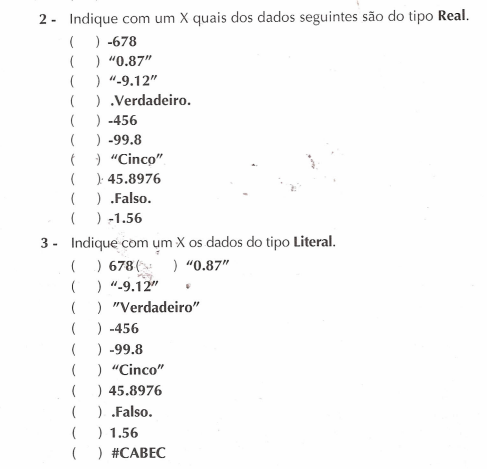 2 - Indique com um X quais dos dados seguintes são do tipo Real.
( ) -678
( ) "0.87"
( ) "-9.12"
( ) .Verdadeiro.
( ) -456
( ) -99.8
( ) "Cinco"
( ) 45.8976
( ) .Falso.
( ) -1.56
3 - Indique com um X os dados do tipo Literal.
( ) 678 ( ) "0.87"
( ) "-9.12"
( ) "Verdadeiro"
( ) -456
( ) -99.8
( ) "Cinco"
( ) 45.8976
( ) .Falso.
( ) 1.56
( ) #CABEC